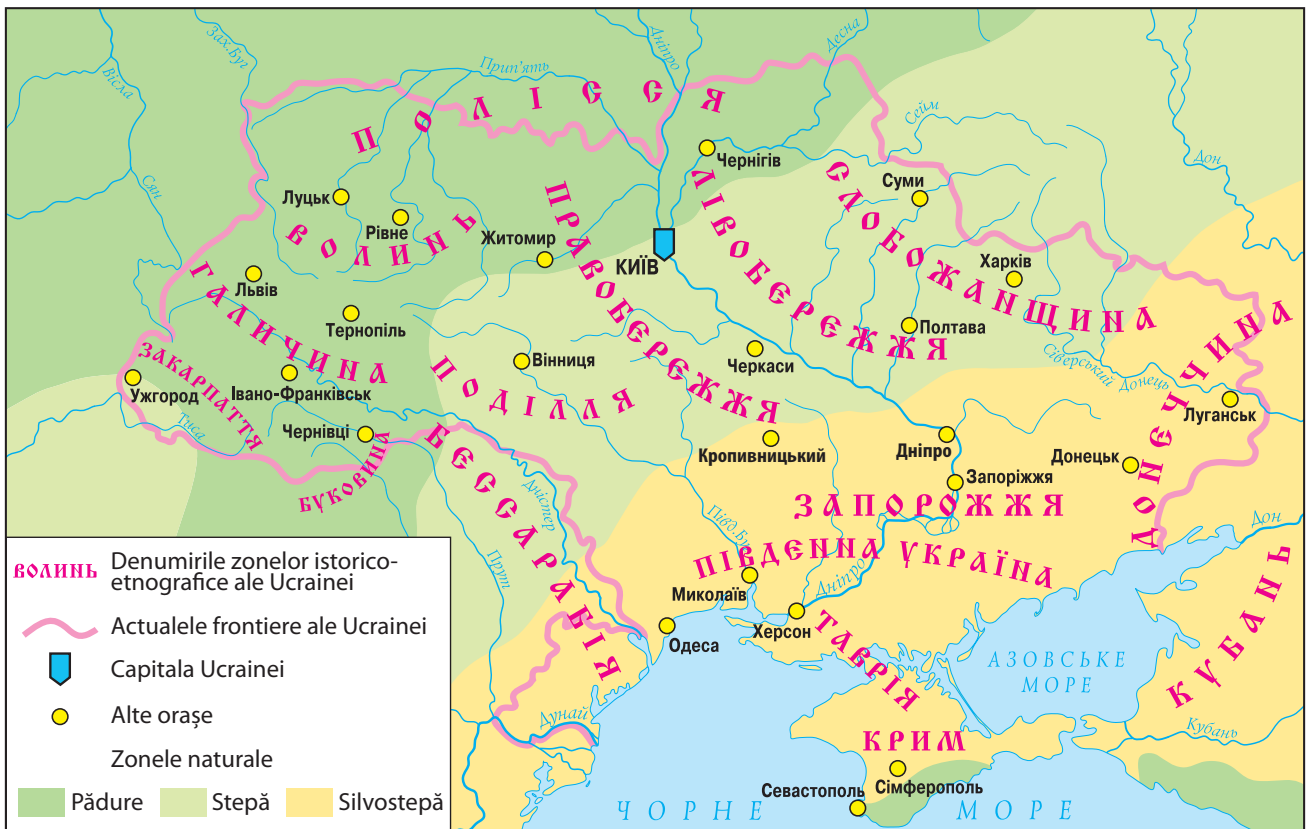 Вісла
Зах.Буг
Дніпро
Десна
Прип'ять
Сейм
Дон
Сян
ПОЛІССЯ
Чернігів
Луцьк
Рівне
ВОЛИНЬ
Житомир
ПРАВОБЕРЕЖЖЯ
ЛІВОБЕРЕЖЖЯ
Суми
СЛОБОЖАНЩИНА
КИЇВ
Харків
Львів
ГАЛИЧИНА
Тернопіль
Полтава
Черкаси
Вінниця
ПОДІЛЛЯ
Сіверський Донець
ДОНЕЧЧИНА
ЗАКАРПАТТЯ
Ужгород
Івано-Франківськ
Луганськ
Тиса
Чернівці
БУКОВИНА
БЕССАРАБІЯ
Кропивницький
Дніпро
Донецьк
Запоріжжя
ЗАПОРОЖЖЯ
Дністер
Прут
Півд.Буг
ПІВДЕННА УКРАЇНА
Дніпро
Дон
Миколаїв
Херсон
Одеса
ТАВРІЯ
АЗОВСЬКЕ
МОРЕ
КУБАНЬ
Кубань
Дунай
КРИМ
Сімферополь
Севастополь
ЧОРНЕ МОРЕ
ВОЛИНЬ Denumirile zonelor istorico-
etnografice ale Ucrainei
Actualele frontiere ale Ucrainei
Capitala Ucrainei
Alte orașe
Zonele naturale
Pădure Stepă Silvostepă